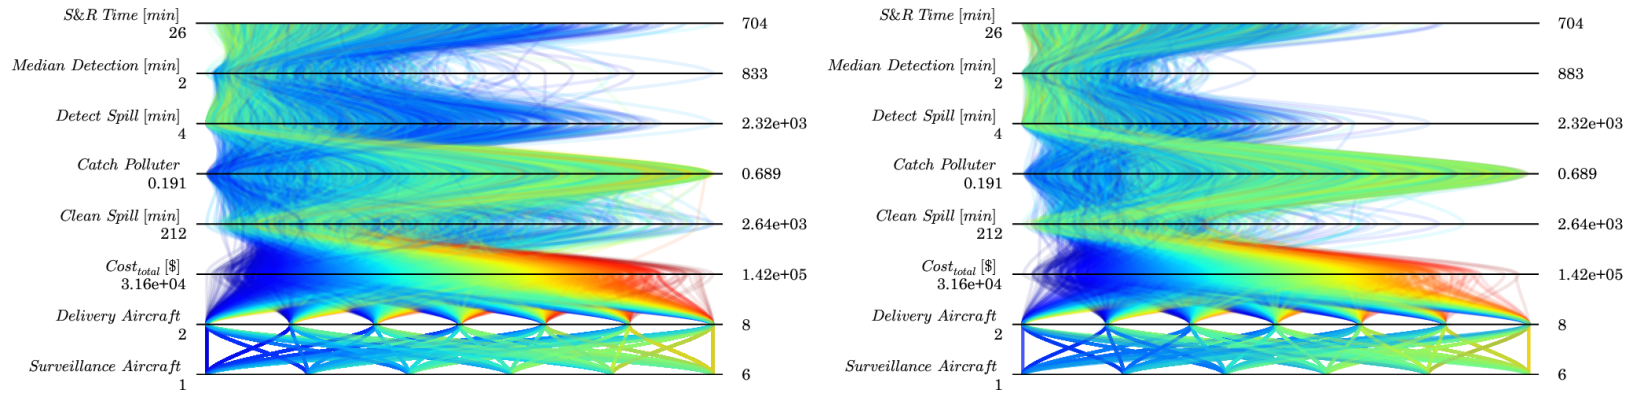 S&R Time [min]
26
704
Median Detection [min]
2
833
Detect Spill [min]
4
2.32e+03
Catch Polluter
0.191
0.689
Clean Spill [min]
212
2.64e+03
Cost_total [$]
3.16e+04
1.42e+05
Delivery Aircraft
2
8
Surveillance Aircraft
1
6
S&R Time [min]
26
704
Median Detection [min]
2
883
Detect Spill [min]
4
2.32e+03
Catch Polluter
0.191
0.689
Clean Spill [min]
212
2.64e+03
Cost_total [$]
3.16e+04
1.42e+05
Delivery Aircraft
2
8
Surveillance Aircraft
1
6